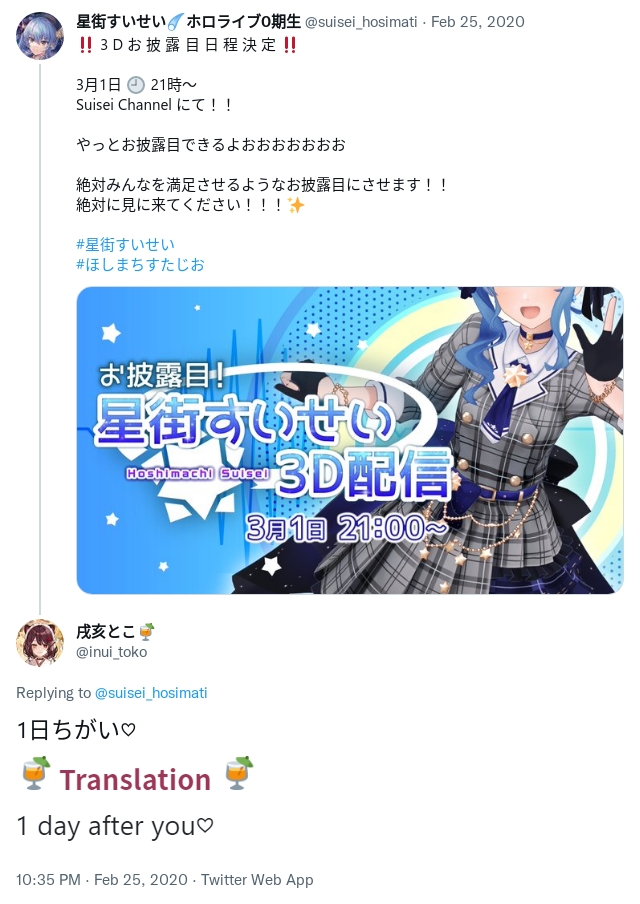 星街すいせい☄️ホロライブ0期生 @suisei_hosimati · Feb 25, 2020
‼️ 3 D お 披 露 目 日 程 決 定 ‼️
3月1日 🕘 21時～
Suisei Channel にて！！
やっとお披露目できるよおおおおおおお
絶対みんなを満足させるようなお披露目にさせます！！
絶対に見に来てください！！！✨
#星街すいせい
#ほしまちすたじお
お披露目!
星街すいせい
Hoshimachi Suisei
3D配信
3月1日 21:00～
戌亥とこ🍹
@inui_toko
Replying to @suisei_hosimati
1日ちがい♡
🍹 Translation 🍹
1 day after you♡
10:35 PM · Feb 25, 2020 · Twitter Web App